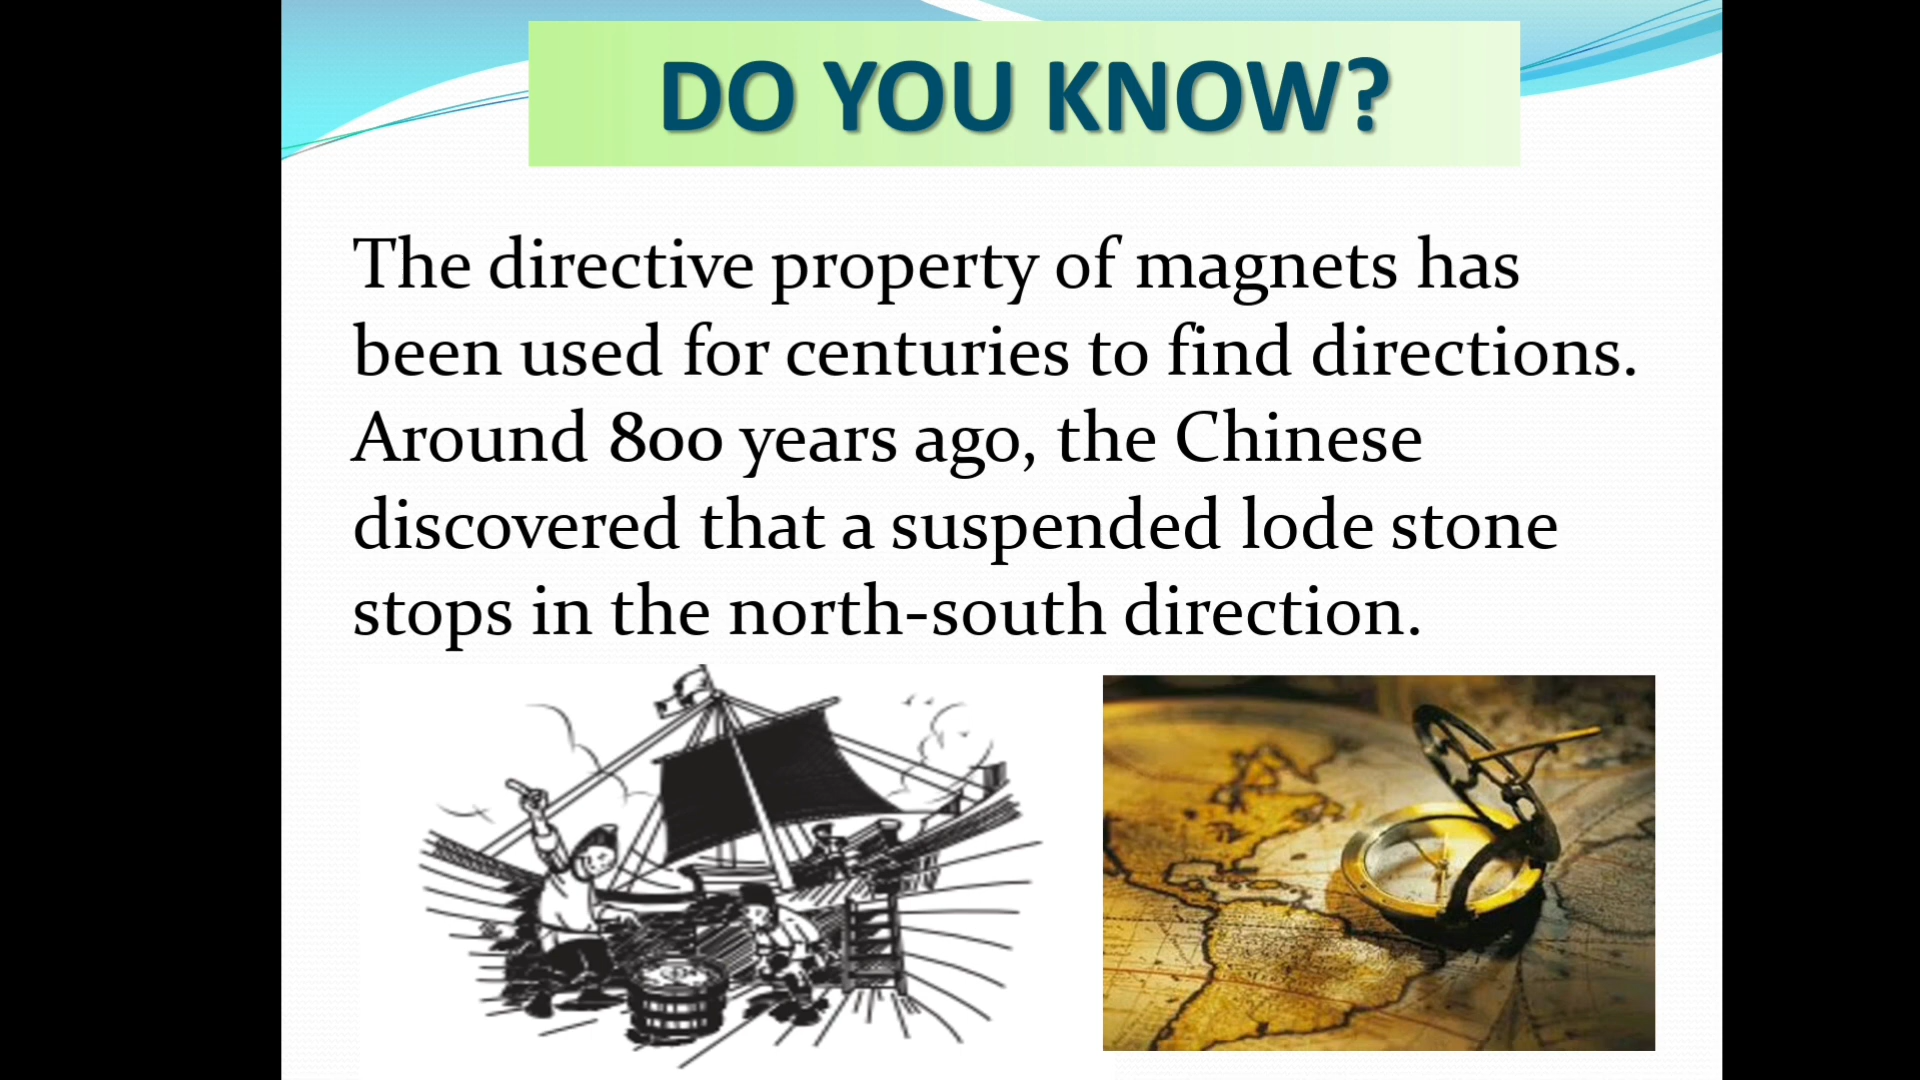 DO YOU KNOW?
The directive property of magnets has
been used for centuries to find directions.
Around 800 years ago, the Chinese
discovered that a suspended lode stone
stops in the north-south direction.